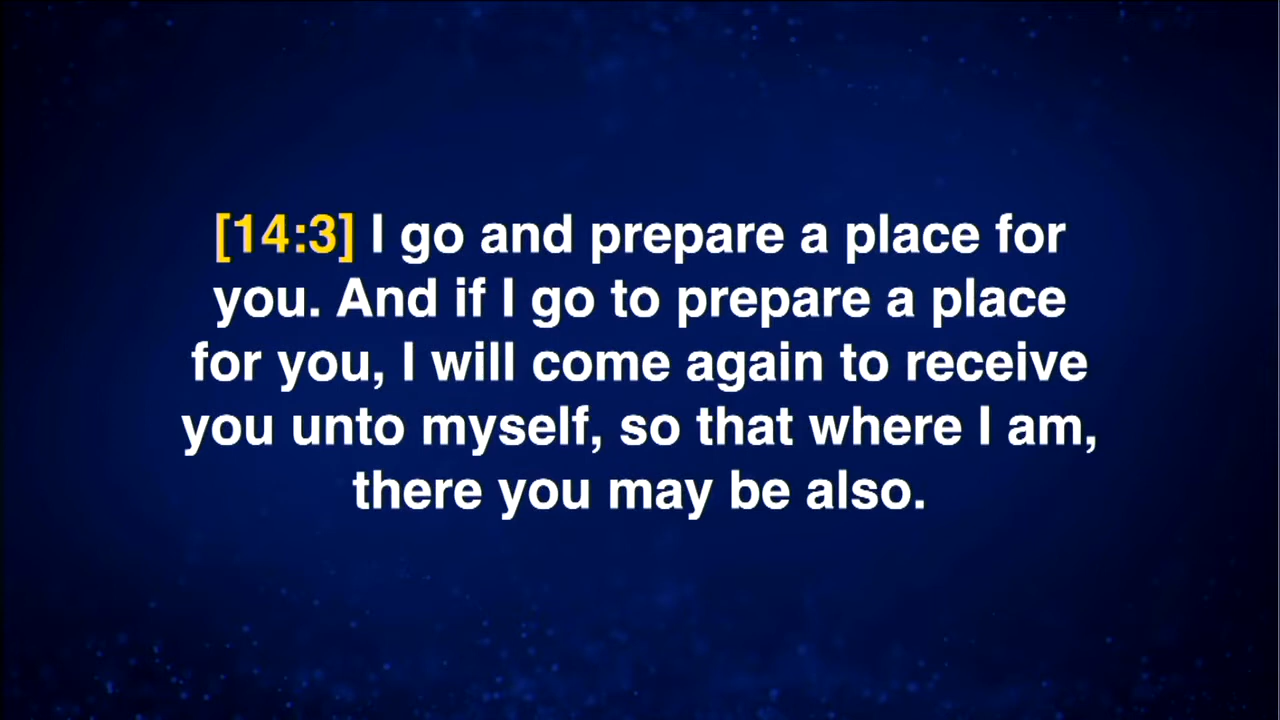 [14:3] I go and prepare a place for
you. And if I go to prepare a place
for you, I will come again to receive
you unto myself, so that where I am,
there you may be also.